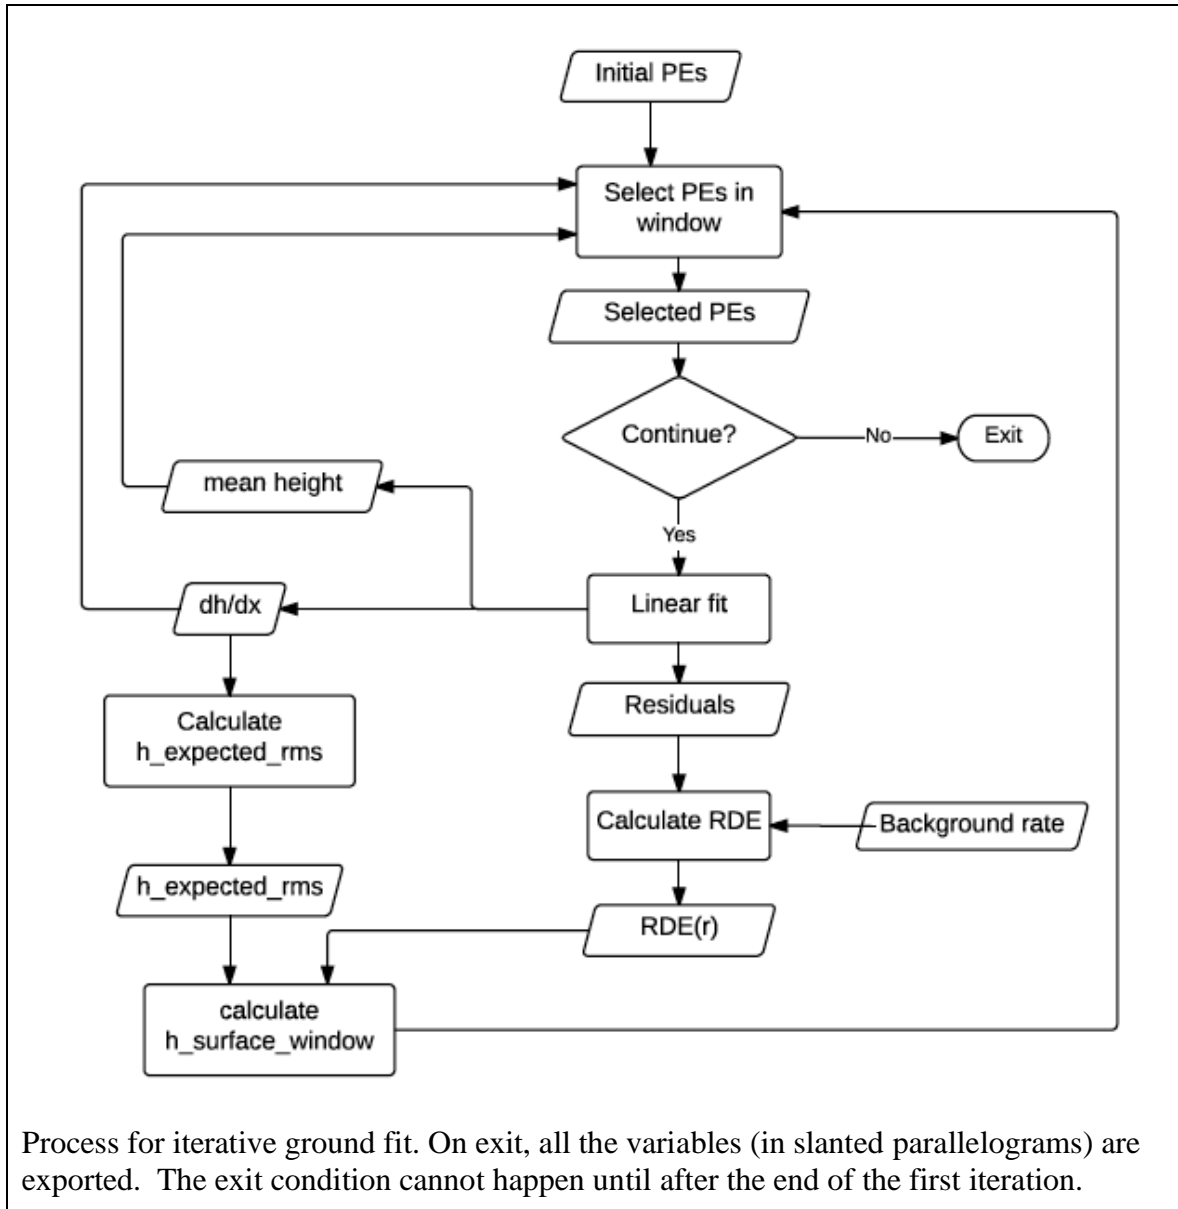 Initial PEs
Select PEs in
window
Selected PEs
Continue?
No
Exit
mean height
Yes
dh/dx
Linear fit
Calculate
h_expected_rms
Residuals
Calculate RDE
Background rate
h_expected_rms
RDE(r)
calculate
h_surface_window
Process for iterative ground fit. On exit, all the variables (in slanted parallelograms) are
exported.  The exit condition cannot happen until after the end of the first iteration.